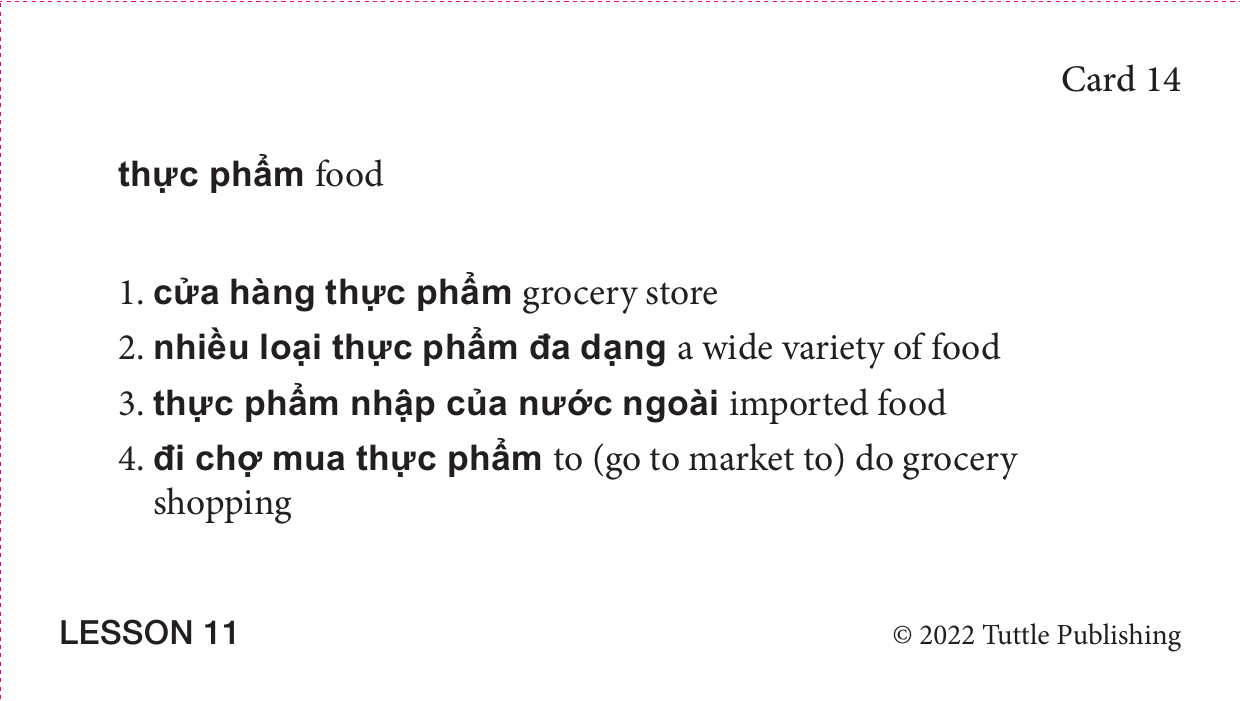 Card 14
thực phẩm food
1. cửa hàng thực phẩm grocery store
2. nhiều loại thực phẩm đa dạng a wide variety of food
3. thực phẩm nhập của nước ngoài imported food
4. đi chợ mua thực phẩm to (go to market to) do grocery
shopping
LESSON 11
© 2022 Tuttle Publishing